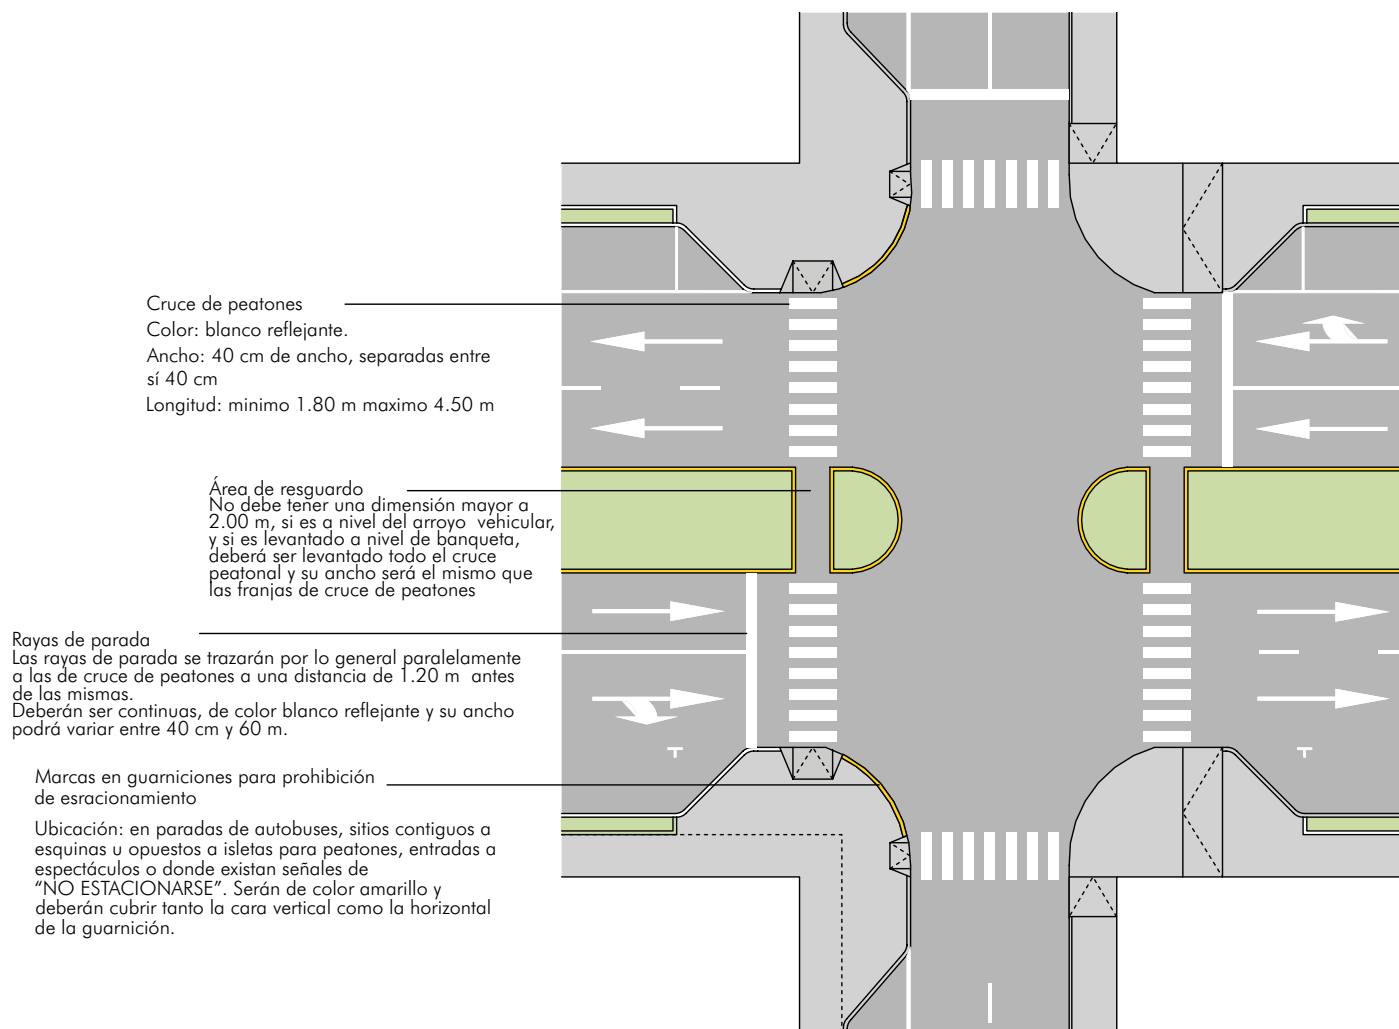 Cruce de peatones
Color: blanco reflejante.
Ancho: 40 cm de ancho, separadas entre
sí 40 cm
Longitud: minimo 1.80 m maximo 4.50 m
Área de resguardo
No debe tener una dimensión mayor a
2.00 m, si es a nivel del arroyo vehicular,
y si es levantado a nivel de banqueta,
deberá ser levantado todo el cruce
peatonal y su ancho será el mismo que
las franjas de cruce de peatones
Rayas de parada
Las rayas de parada se trazarán por lo general paralelamente
a las de cruce de peatones a una distancia de 1.20 m antes
de las mismas.
Deberán ser continuas, de color blanco reflejante y su ancho
podrá variar entre 40 cm y 60 m.
Marcas en guarniciones para prohibición
de esracionamiento
Ubicación: en paradas de autobuses, sitios contiguos a
esquinas u opuestos a isletas para peatones, entradas a
espectáculos o donde existan señales de
“NO ESTACIONARSE”. Serán de color amarillo y
deberán cubrir tanto la cara vertical como la horizontal
de la guarnición.